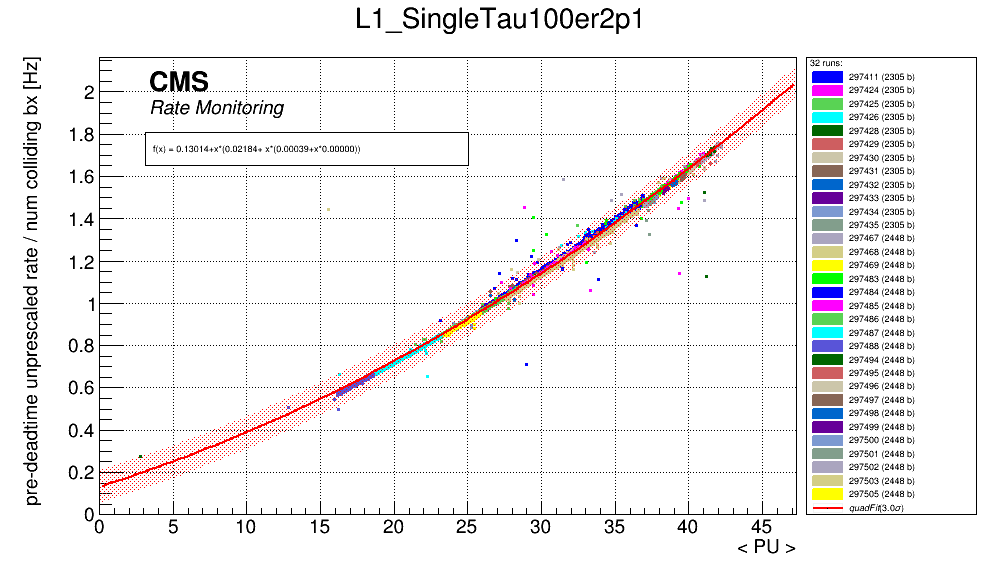 L1_SingleTau100er2p1
pre-deadtime unprescaled rate / num colliding bx [Hz]
CMS
Rate Monitoring
f(x) = 0.13014+x*(0.02184+ x*(0.00039+x*0.00000))
2
1.8
1.6
1.4
1.2
1
0.8
0.6
0.4
0.2
0
0 5 10 15 20 25 30 35 40 45
< PU >
32 runs:
297411 (2305 b)
297424 (2305 b)
297425 (2305 b)
297426 (2305 b)
297428 (2305 b)
297429 (2305 b)
297430 (2305 b)
297431 (2305 b)
297432 (2305 b)
297433 (2305 b)
297434 (2305 b)
297435 (2305 b)
297467 (2448 b)
297468 (2448 b)
297469 (2448 b)
297483 (2448 b)
297484 (2448 b)
297485 (2448 b)
297486 (2448 b)
297487 (2448 b)
297488 (2448 b)
297494 (2448 b)
297495 (2448 b)
297496 (2448 b)
297497 (2448 b)
297498 (2448 b)
297499 (2448 b)
297500 (2448 b)
297501 (2448 b)
297502 (2448 b)
297503 (2448 b)
297505 (2448 b)
quadFit(3.0σ)